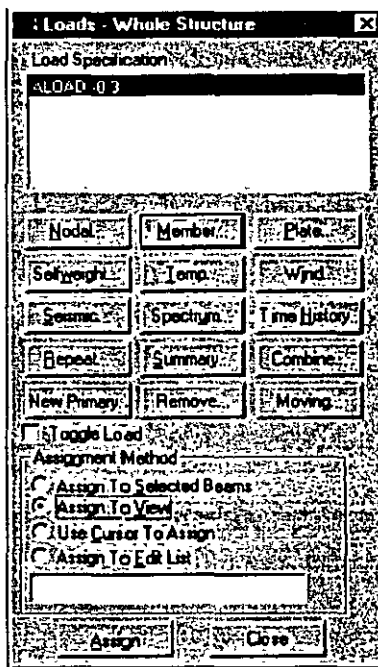 Loads - Whole Structure
Load Specification
ALOAD -0.3
Nodal...
Member...
Plate...
Selfweight...
Temp...
Wind...
Seismic...
Spectrum...
Time History
Repeat...
Summary...
Combine...
New Primary
Remove...
Moving...
Toggle Load
Assignment Method
Assign To Selected Beams
Assign To View
Use Cursor To Assign
Assign To Edit List
Assign
Close